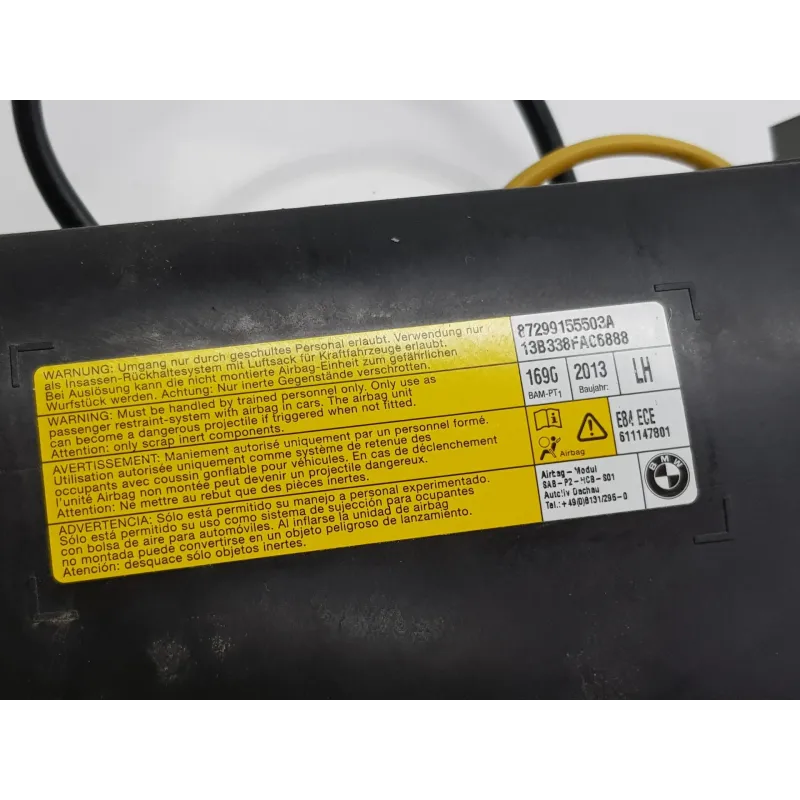 WARNUNG: Umgang nur durch geschultes Personal erlaubt. Verwendung nur
als Insassen-Rückhaltesystem mit Luftsack für Kraftfahrzeuge erlaubt.
Bei Auslösung kann die nicht montierte Airbag-Einheit zum gefährlichen
Wurfstück werden. Achtung: Nur inerte Gegenstände verschrotten.
WARNING: Must be handled by trained personnel only. Only use as
passenger restraint-system with airbag in cars. The airbag unit
can become a dangerous projectile if triggered when not fitted.
Attention: only scrap inert components.
AVERTISSEMENT: Maniement autorisé uniquement par un personnel formé.
Utilisation autorisée uniquement comme système de retenue des
occupants avec coussin gonflable pour véhicules. En cas de déclenchement
l'unité Airbag non montée peut devenir un projectile dangereux.
Attention: Ne mettre au rebut que des pièces inertes.
ADVERTENCIA: Sólo está permitido su manejo a personal experimentado.
Sólo está permitido su uso como sistema de sujección para ocupantes
con bolsa de aire para automóviles. Al inflarse la unidad de airbag
no montada puede convertirse en un objeto peligroso de lanzamiento.
Atención: desguace sólo objetos inertes.
87299155503A
13B338FAC6888
169G 2013 LH
BAM-PT1 Baujahr:
E84 ECE
611147801
Airbag
Airbag-Modul
SAB-P2-HCB-S01
Autoliv Dachau
Tel.:+49(0)8131/295-0
BMW